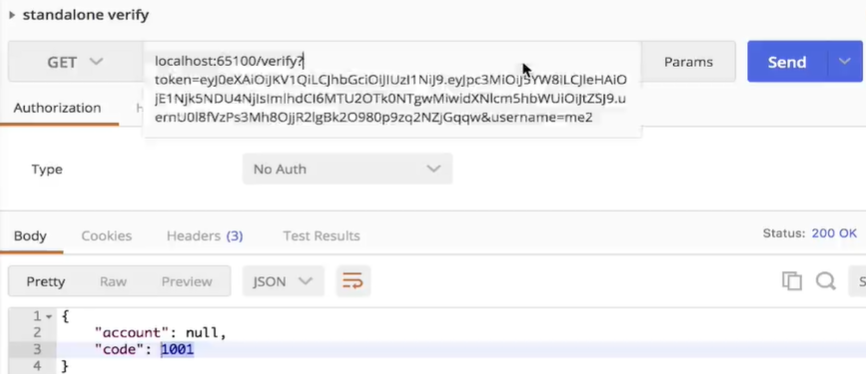 standalone verify
GET
localhost:65100/verify?
token=eyJ0eXAiOiJKV1QiLCJhbGciOiJIUzI1NiJ9.eyJpc3MiOiJ5YW8iLCJleHAiO
jE1Njk5NDU4NjIsImlhdCI6MTU2OTk0NTgwMiwidXNlcm5hbWUiOiJtZSJ9.u
ernU0l8fVzPs3Mh8OjjR2lgBk2O980p9zq2NZjGqqw&username=me2
Params
Send
Authorization
Type
No Auth
Body
Cookies
Headers (3)
Test Results
Status: 200 OK
Pretty
Raw
Preview
JSON
1 {
2 "account": null,
3 "code": 1001
4 }